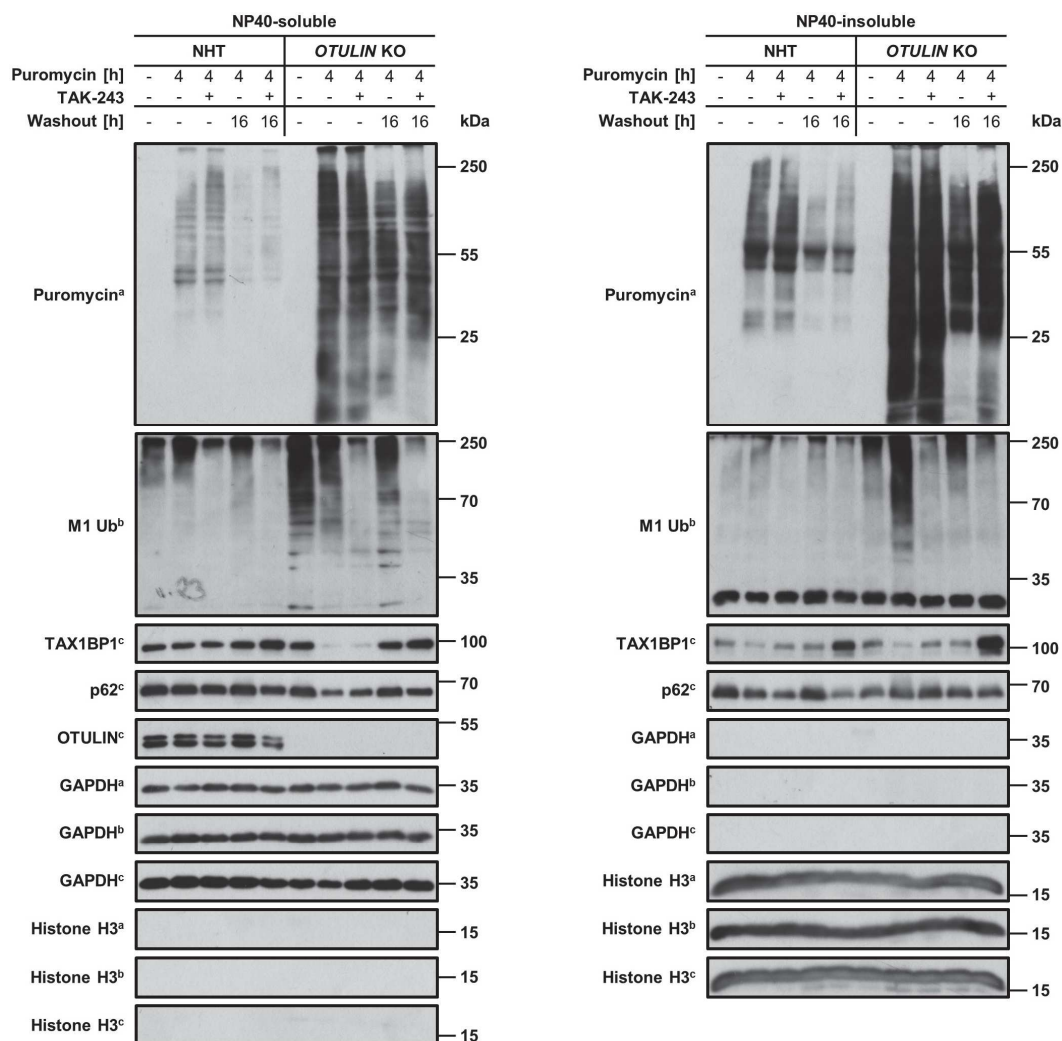 NP40-soluble
NHT OTULIN KO
Puromycin [h] - 4 4 4 4 - 4 4 4 4
TAK-243 - - + - + - - + - +
Washout [h] - - - 16 16 - - - 16 16 kDa
250
55
Puromycinᵃ
25
250
70
M1 Ubᵇ
35
TAX1BP1ᶜ 100
p62ᶜ 70
OTULINᶜ 55
GAPDHᵃ 35
GAPDHᵇ 35
GAPDHᶜ 35
Histone H3ᵃ 15
Histone H3ᵇ 15
Histone H3ᶜ 15
NP40-insoluble
NHT OTULIN KO
Puromycin [h] - 4 4 4 4 - 4 4 4 4
TAK-243 - - + - + - - + - +
Washout [h] - - - 16 16 - - - 16 16 kDa
250
55
Puromycinᵃ
25
250
70
M1 Ubᵇ
35
TAX1BP1ᶜ 100
p62ᶜ 70
GAPDHᵃ 35
GAPDHᵇ 35
GAPDHᶜ 35
Histone H3ᵃ 15
Histone H3ᵇ 15
Histone H3ᶜ 15